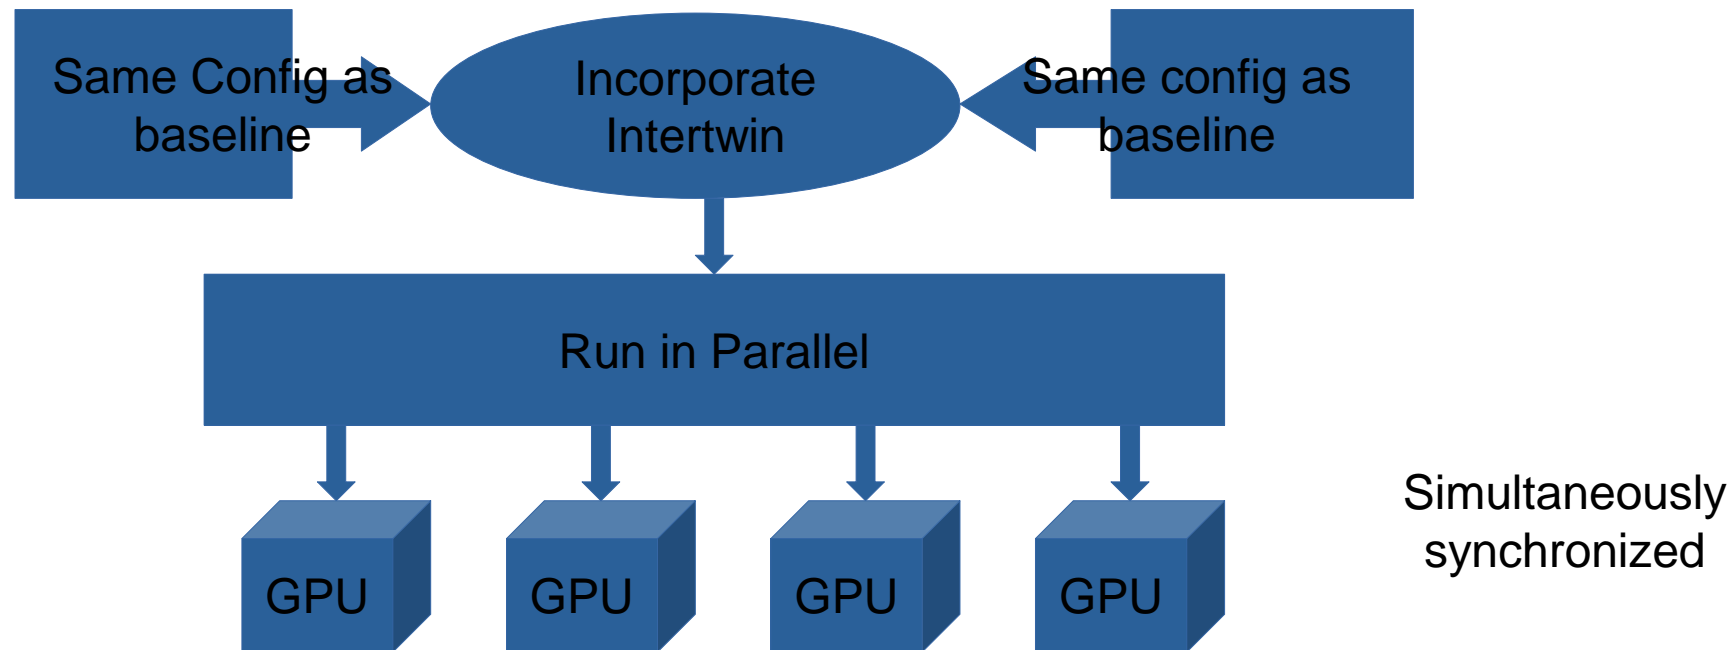 Same Config as
baseline
Incorporate
Intertwin
Same config as
baseline
Run in Parallel
Simultaneously
synchronized
GPU
GPU
GPU
GPU